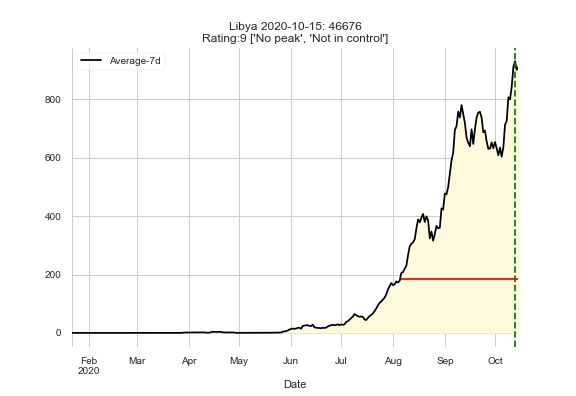 Libya 2020-10-15: 46676
Rating:9 ['No peak', 'Not in control']
Average-7d
800
600
400
200
0
Feb Mar Apr May Jun Jul Aug Sep Oct
2020
Date